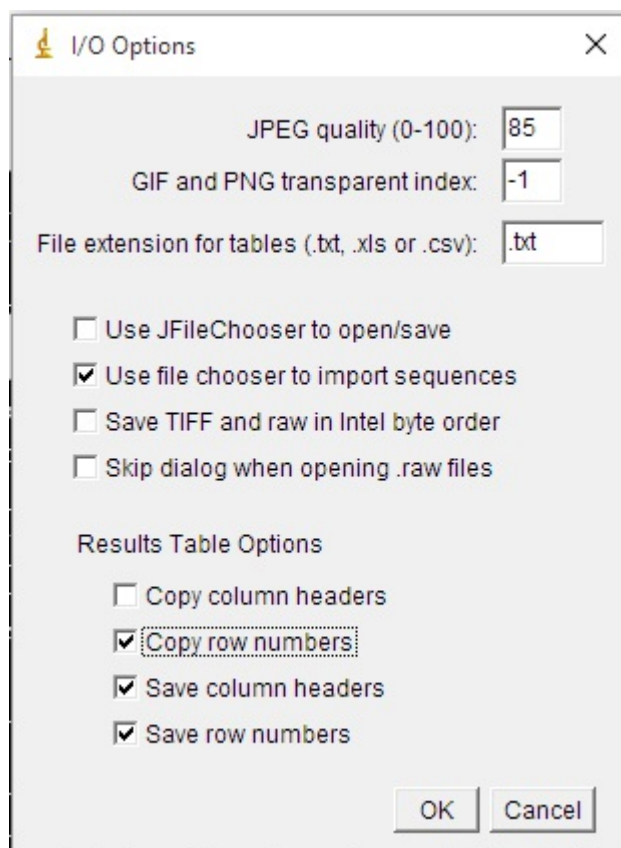 I/O Options
JPEG quality (0-100): 85
GIF and PNG transparent index: -1
File extension for tables (.txt, .xls or .csv): .txt
Use JFileChooser to open/save
Use file chooser to import sequences
Save TIFF and raw in Intel byte order
Skip dialog when opening .raw files
Results Table Options
Copy column headers
Copy row numbers
Save column headers
Save row numbers
OK Cancel